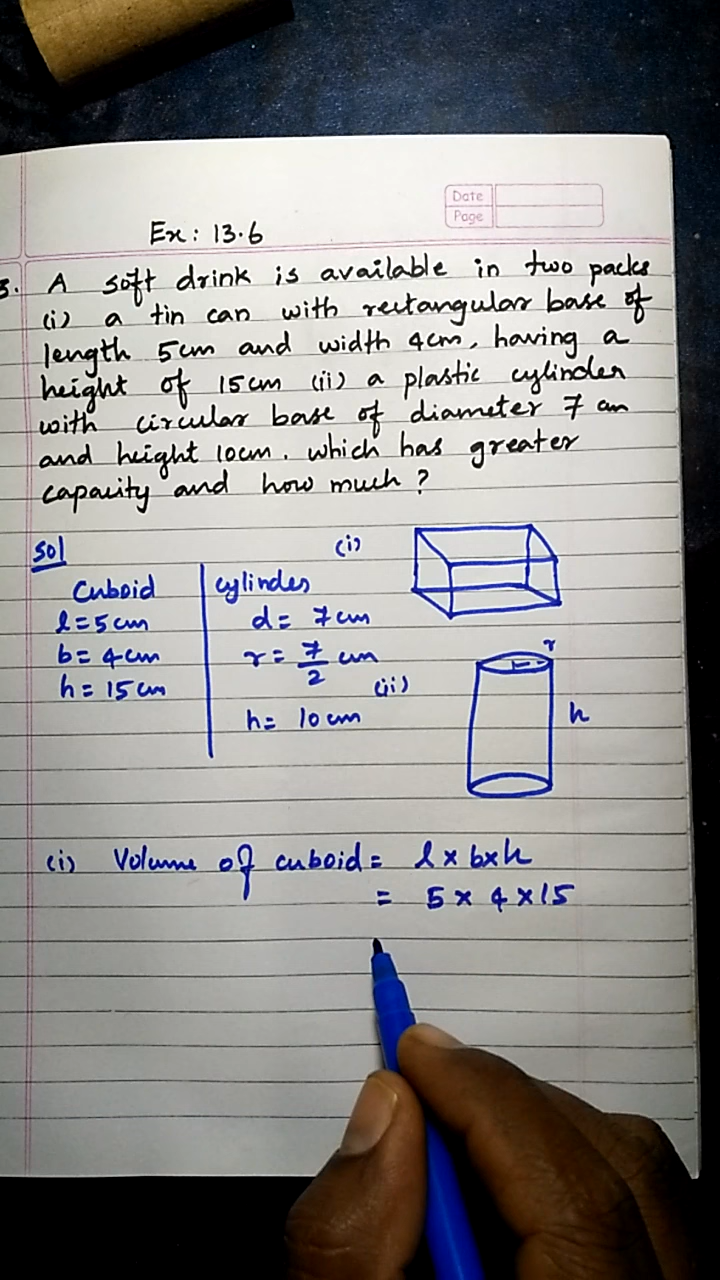 Date
Page
Ex: 13.6
3. A soft drink is available in two packs
(i) a tin can with rectangular base of
length 5cm and width 4cm, having a
height of 15cm (ii) a plastic cylinder
with circular base of diameter 7 cm
and height 10cm. which has greater
capacity and how much?
Sol
(i)
Cuboid
cylinder
l=5cm
d= 7cm
b= 4cm
r= 7/2 cm
h= 15cm
(ii)
h= 10cm
r
h
(i) Volume of cuboid= l×b×h
= 5× 4×15